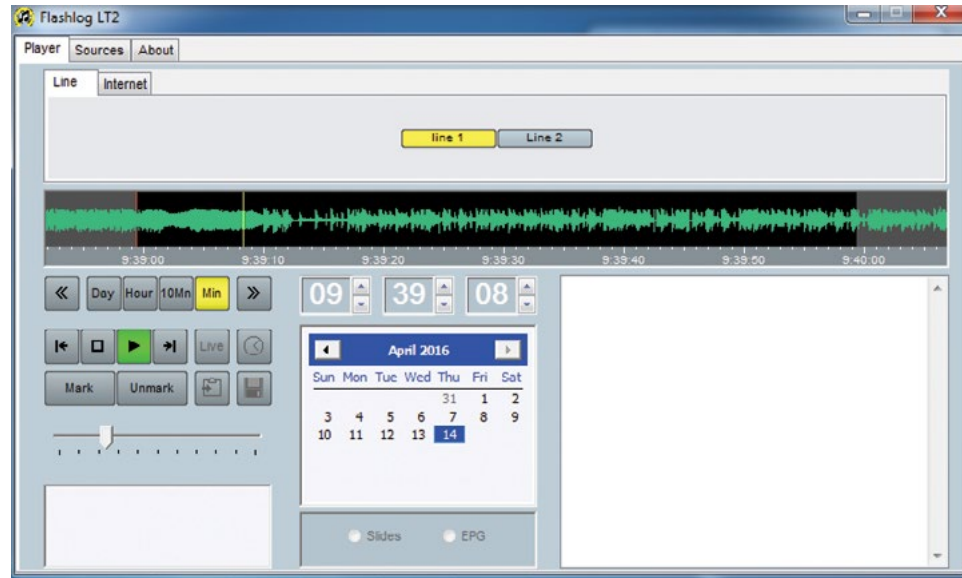 Flashlog LT2
Player Sources About
Line Internet
line 1 Line 2
9:39:00 9:39:10 9:39:20 9:39:30 9:39:40 9:39:50 9:40:00
Day Hour 10Mn Min
09 39 08
Live
Mark Unmark
April 2016
Sun Mon Tue Wed Thu Fri Sat
31 1 2
3 4 5 6 7 8 9
10 11 12 13 14
Slides EPG